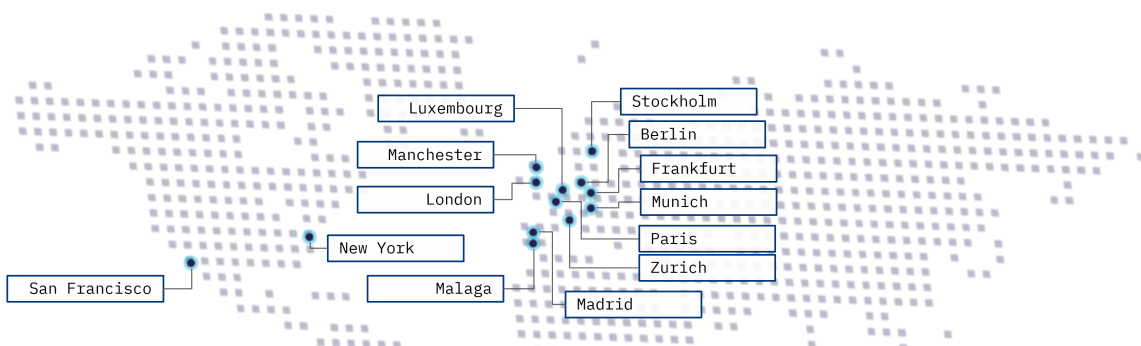 Stockholm
Luxembourg
Berlin
Manchester
Frankfurt
London
Munich
Paris
New York
Zurich
San Francisco
Malaga
Madrid